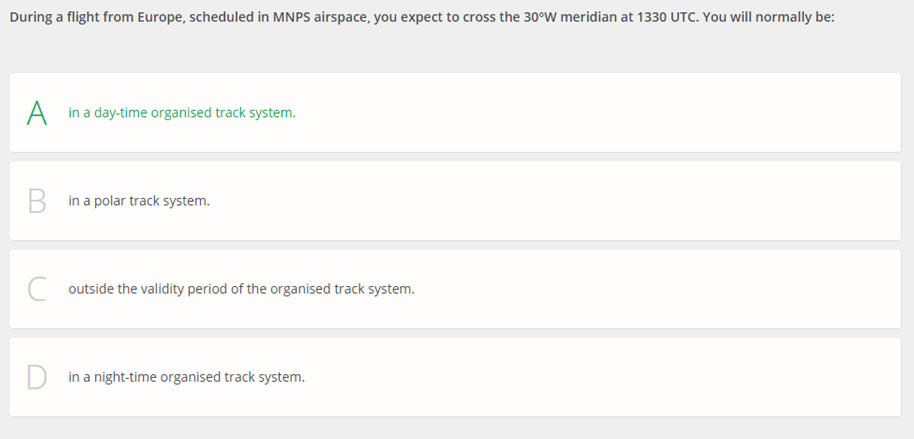 During a flight from Europe, scheduled in MNPS airspace, you expect to cross the 30°W meridian at 1330 UTC. You will normally be:
A in a day-time organised track system.
B in a polar track system.
C outside the validity period of the organised track system.
D in a night-time organised track system.